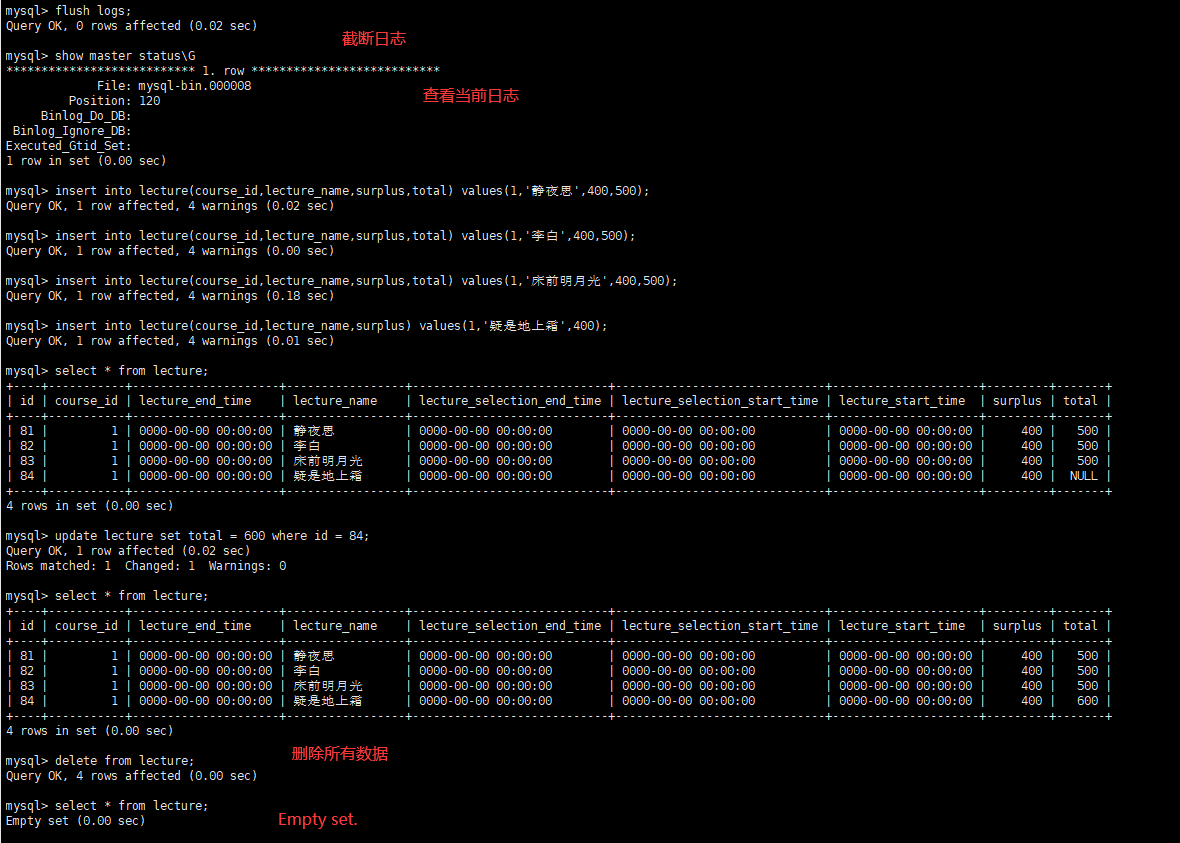 mysql> flush logs;
Query OK, 0 rows affected (0.02 sec)
截断日志
mysql> show master status\G
*************************** 1. row ***************************
File: mysql-bin.000008
查看当前日志
Position: 120
Binlog_Do_DB:
Binlog_Ignore_DB:
Executed_Gtid_Set:
1 row in set (0.00 sec)
mysql> insert into lecture(course_id,lecture_name,surplus,total) values(1,'静夜思',400,500);
Query OK, 1 row affected, 4 warnings (0.02 sec)
mysql> insert into lecture(course_id,lecture_name,surplus,total) values(1,'李白',400,500);
Query OK, 1 row affected, 4 warnings (0.00 sec)
mysql> insert into lecture(course_id,lecture_name,surplus,total) values(1,'床前明月光',400,500);
Query OK, 1 row affected, 4 warnings (0.18 sec)
mysql> insert into lecture(course_id,lecture_name,surplus) values(1,'疑是地上霜',400);
Query OK, 1 row affected, 4 warnings (0.01 sec)
mysql> select * from lecture;
+----+-----------+---------------------+-----------------+----------------------------+------------------------------+---------------------+---------+-------+
| id | course_id | lecture_end_time | lecture_name | lecture_selection_end_time | lecture_selection_start_time | lecture_start_time | surplus | total |
+----+-----------+---------------------+-----------------+----------------------------+------------------------------+---------------------+---------+-------+
| 81 | 1 | 0000-00-00 00:00:00 | 静夜思 | 0000-00-00 00:00:00 | 0000-00-00 00:00:00 | 0000-00-00 00:00:00 | 400 | 500 |
| 82 | 1 | 0000-00-00 00:00:00 | 李白 | 0000-00-00 00:00:00 | 0000-00-00 00:00:00 | 0000-00-00 00:00:00 | 400 | 500 |
| 83 | 1 | 0000-00-00 00:00:00 | 床前明月光 | 0000-00-00 00:00:00 | 0000-00-00 00:00:00 | 0000-00-00 00:00:00 | 400 | 500 |
| 84 | 1 | 0000-00-00 00:00:00 | 疑是地上霜 | 0000-00-00 00:00:00 | 0000-00-00 00:00:00 | 0000-00-00 00:00:00 | 400 | NULL |
+----+-----------+---------------------+-----------------+----------------------------+------------------------------+---------------------+---------+-------+
4 rows in set (0.00 sec)
mysql> update lecture set total = 600 where id = 84;
Query OK, 1 row affected (0.02 sec)
Rows matched: 1  Changed: 1  Warnings: 0
mysql> select * from lecture;
+----+-----------+---------------------+-----------------+----------------------------+------------------------------+---------------------+---------+-------+
| id | course_id | lecture_end_time | lecture_name | lecture_selection_end_time | lecture_selection_start_time | lecture_start_time | surplus | total |
+----+-----------+---------------------+-----------------+----------------------------+------------------------------+---------------------+---------+-------+
| 81 | 1 | 0000-00-00 00:00:00 | 静夜思 | 0000-00-00 00:00:00 | 0000-00-00 00:00:00 | 0000-00-00 00:00:00 | 400 | 500 |
| 82 | 1 | 0000-00-00 00:00:00 | 李白 | 0000-00-00 00:00:00 | 0000-00-00 00:00:00 | 0000-00-00 00:00:00 | 400 | 500 |
| 83 | 1 | 0000-00-00 00:00:00 | 床前明月光 | 0000-00-00 00:00:00 | 0000-00-00 00:00:00 | 0000-00-00 00:00:00 | 400 | 500 |
| 84 | 1 | 0000-00-00 00:00:00 | 疑是地上霜 | 0000-00-00 00:00:00 | 0000-00-00 00:00:00 | 0000-00-00 00:00:00 | 400 | 600 |
+----+-----------+---------------------+-----------------+----------------------------+------------------------------+---------------------+---------+-------+
4 rows in set (0.00 sec)
删除所有数据
mysql> delete from lecture;
Query OK, 4 rows affected (0.00 sec)
mysql> select * from lecture;
Empty set (0.00 sec)
Empty set.